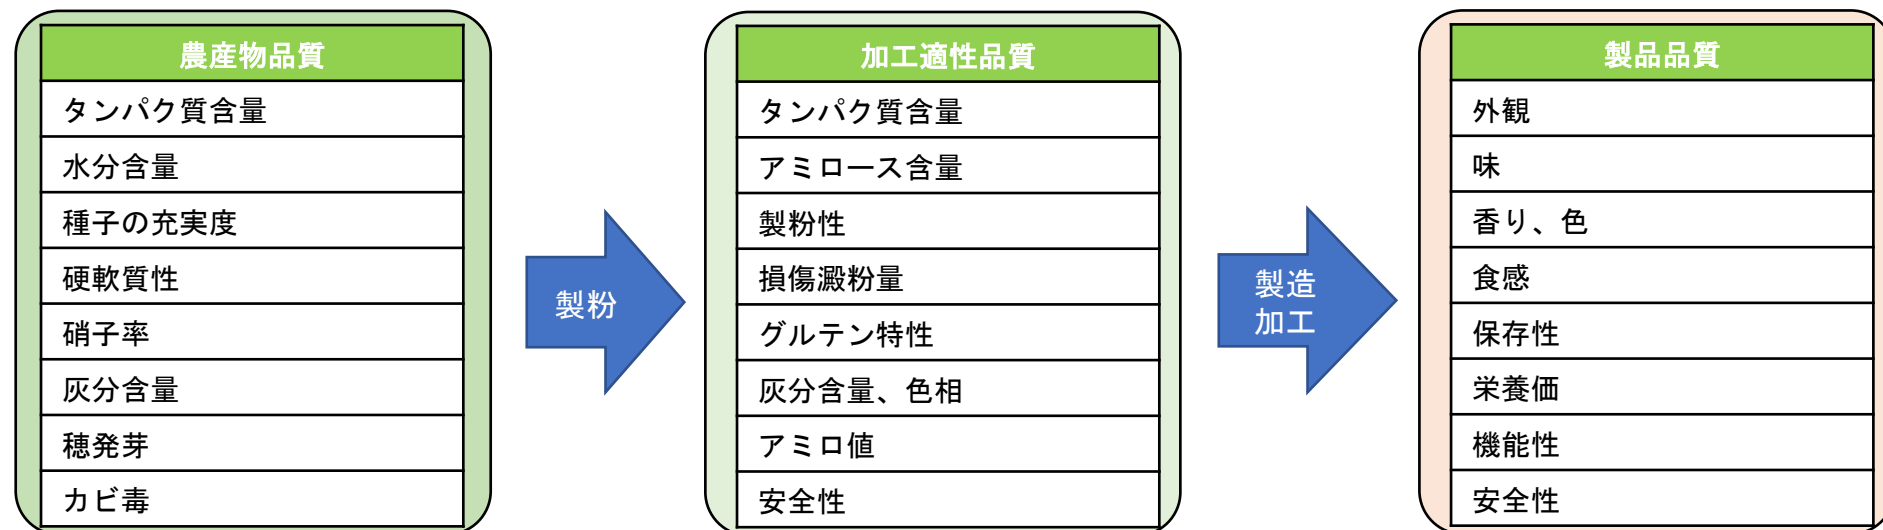 農産物品質
タンパク質含量
水分含量
種子の充実度
硬軟質性
硝子率
灰分含量
穂発芽
カビ毒
製粉
加工適性品質
タンパク質含量
アミロース含量
製粉性
損傷澱粉量
グルテン特性
灰分含量、色相
アミロ値
安全性
製造
加工
製品品質
外観
味
香り、色
食感
保存性
栄養価
機能性
安全性